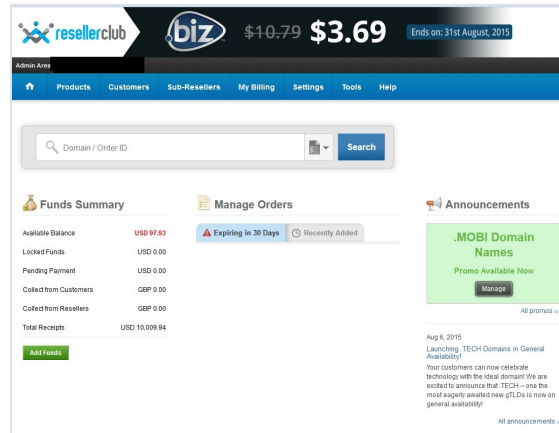 resellerclub
.biz
$10.79 $3.69
Ends on: 31st August, 2015
Admin Area
Products Customers Sub-Resellers My Billing Settings Tools Help
Domain / Order ID
Search
Funds Summary
Available Balance USD 97.93
Locked Funds USD 0.00
Pending Payment USD 0.00
Collect from Customers GBP 0.00
Collect from Resellers GBP 0.00
Total Receipts USD 10,009.94
Add Funds
Manage Orders
Expiring in 30 Days Recently Added
Announcements
.MOBI Domain
Names
Promo Available Now
Manage
All promos »
Aug 6, 2015
Launching .TECH Domains in General
Availability!
Your customers can now celebrate
technology with the ideal domain! We are
excited to announce that .TECH – one the
most eagerly awaited new gTLDs is now on
general availability!
All announcements »